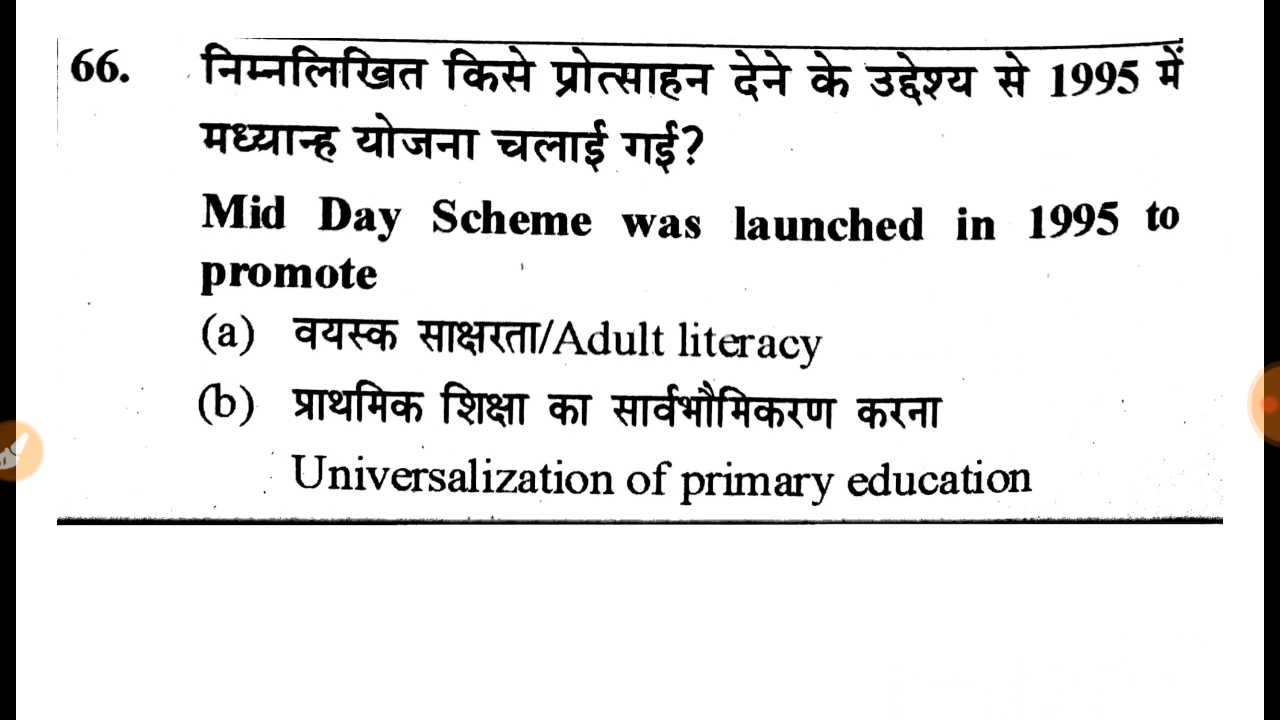 66. निम्नलिखित किसे प्रोत्साहन देने के उद्देश्य से 1995 में
मध्यान्ह योजना चलाई गई?
Mid Day Scheme was launched in 1995 to
promote
(a) वयस्क साक्षरता/Adult literacy
(b) प्राथमिक शिक्षा का सार्वभौमिकरण करना
Universalization of primary education